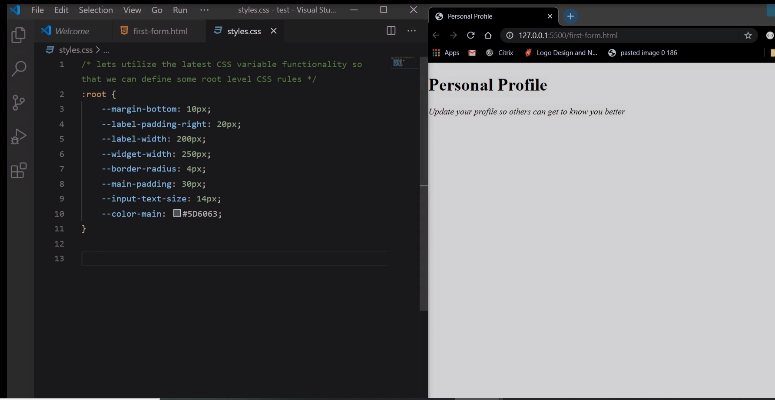 File Edit Selection View Go Run ··· styles.css - test - Visual Stu...
Welcome first-form.html styles.css
styles.css > ...
1 /* lets utilize the latest CSS variable functionality so
that we can define some root level CSS rules */
2 :root {
3 --margin-bottom: 10px;
4 --label-padding-right: 20px;
5 --label-width: 200px;
6 --widget-width: 250px;
7 --border-radius: 4px;
8 --main-padding: 30px;
9 --input-text-size: 14px;
10 --color-main: #5D6063;
11 }
12
13
Personal Profile
127.0.0.1:5500/first-form.html
Apps Citrix Logo Design and N... pasted image 0 186
Personal Profile
Update your profile so others can get to know you better